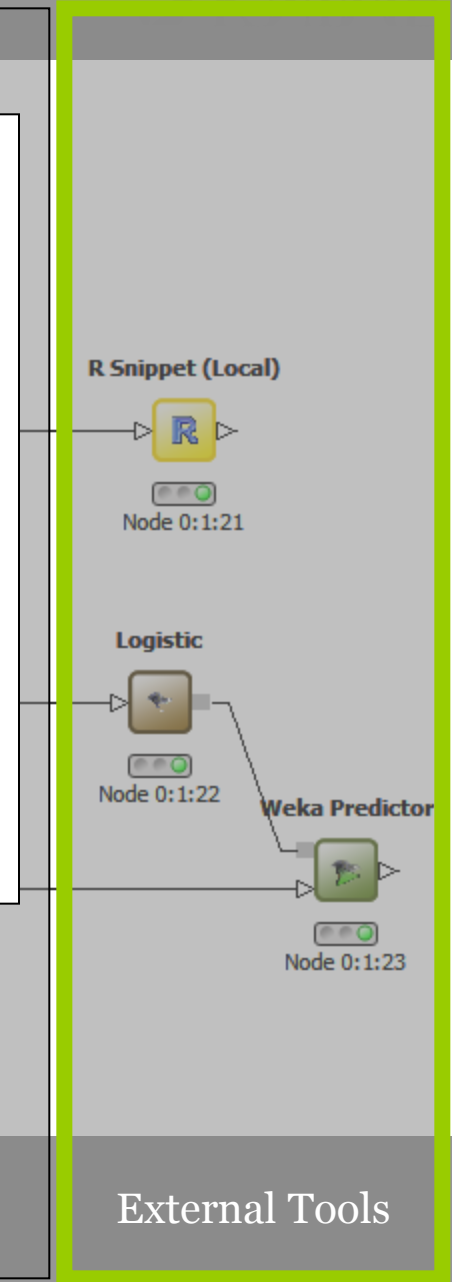 R Snippet (Local)
R
Node 0:1:21
Logistic
Node 0:1:22
Weka Predictor
Node 0:1:23
External Tools